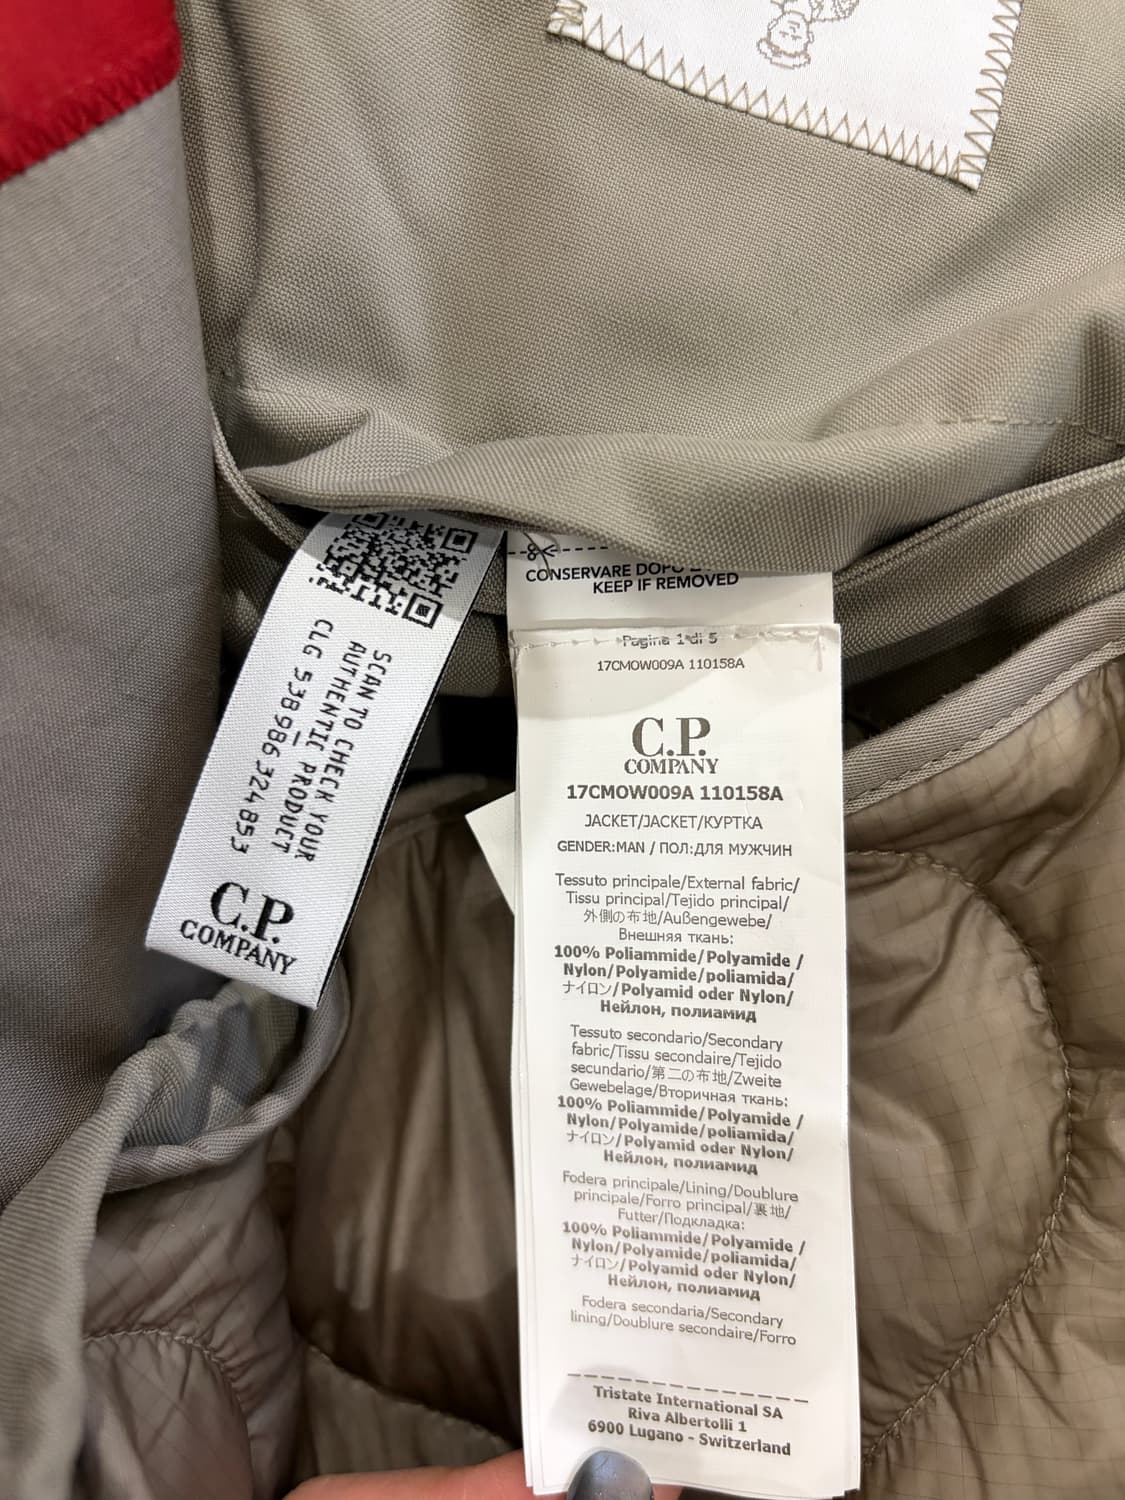 SCAN TO CHECK YOUR
AUTHENTIC PRODUCT
CLG 538986324853
C.P.
COMPANY
CONSERVARE DOPO
KEEP IF REMOVED
Pagina 1 di 5
17CMOW009A 110158A
C.P.
COMPANY
17CMOW009A 110158A
JACKET/JACKET/КУРТКА
GENDER:MAN / ПОЛ:ДЛЯ МУЖЧИН
Tessuto principale/External fabric/
Tissu principal/Tejido principal/
外側の布地/Außengewebe/
Внешняя ткань:
100% Poliammide/Polyamide /
Nylon/Polyamide/poliamida/
ナイロン/Polyamid oder Nylon/
Нейлон, полиамид
Tessuto secondario/Secondary
fabric/Tissu secondaire/Tejido
secundario/第二の布地/Zweite
Gewebelage/Вторичная ткань:
100% Poliammide/Polyamide /
Nylon/Polyamide/poliamida/
ナイロン/Polyamid oder Nylon/
Нейлон, полиамид
Fodera principale/Lining/Doublure
principale/Forro principal/裏地/
Futter/Подкладка:
100% Poliammide/Polyamide /
Nylon/Polyamide/poliamida/
ナイロン/Polyamid oder Nylon/
Нейлон, полиамид
Fodera secondaria/Secondary
lining/Doublure secondaire/Forro
Tristate International SA
Riva Albertolli 1
6900 Lugano - Switzerland